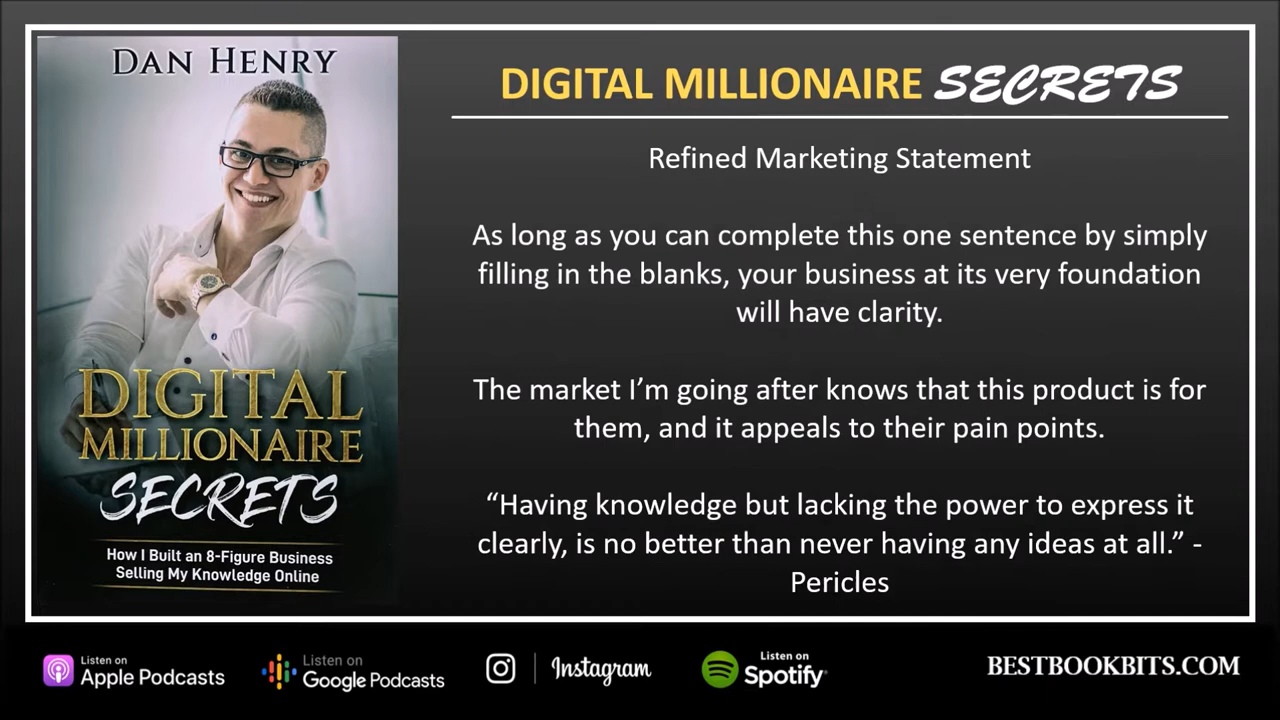 DAN HENRY
DIGITAL
MILLIONAIRE
SECRETS
How I Built an 8-Figure Business
Selling My Knowledge Online
DIGITAL MILLIONAIRE SECRETS
Refined Marketing Statement
As long as you can complete this one sentence by simply
filling in the blanks, your business at its very foundation
will have clarity.
The market I’m going after knows that this product is for
them, and it appeals to their pain points.
“Having knowledge but lacking the power to express it
clearly, is no better than never having any ideas at all.” -
Pericles
Listen on
Apple Podcasts
Listen on
Google Podcasts
Instagram
Listen on
Spotify
BESTBOOKBITS.COM